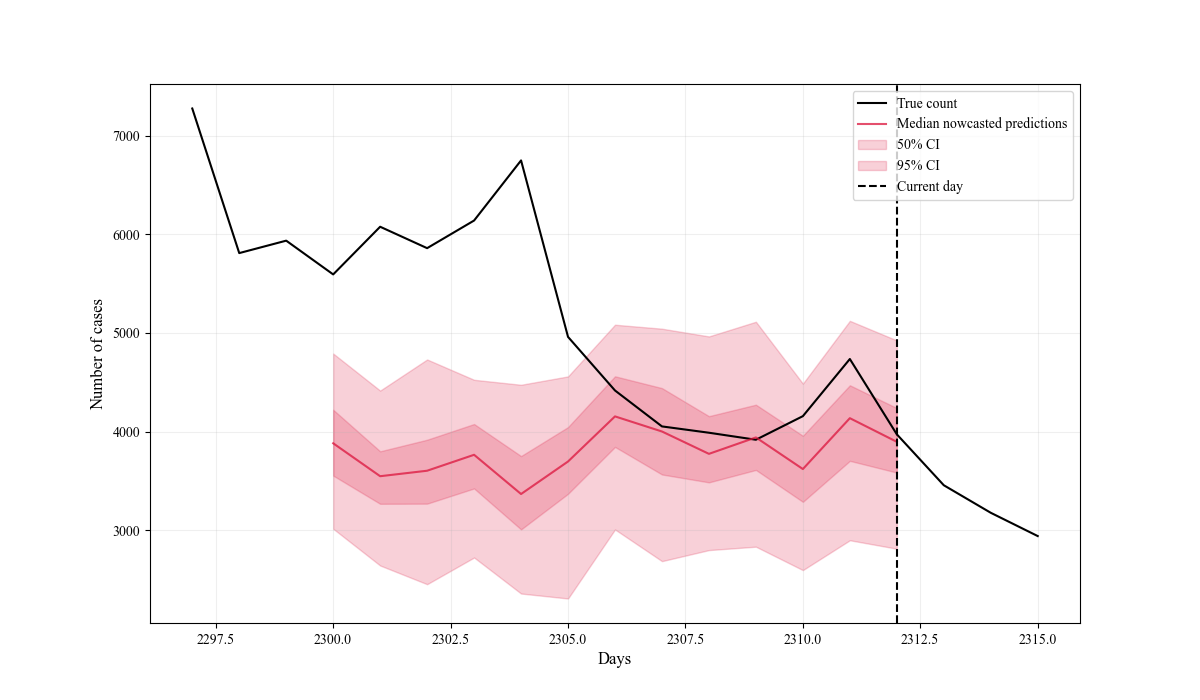 True count
Median nowcasted predictions
50% CI
95% CI
Current day
7000
6000
5000
4000
3000
Number of cases
2297.5 2300.0 2302.5 2305.0 2307.5 2310.0 2312.5 2315.0
Days